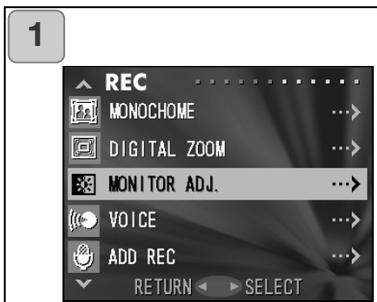 1
REC
MONOCHOME
DIGITAL ZOOM
MONITOR ADJ.
VOICE
ADD REC
RETURN SELECT